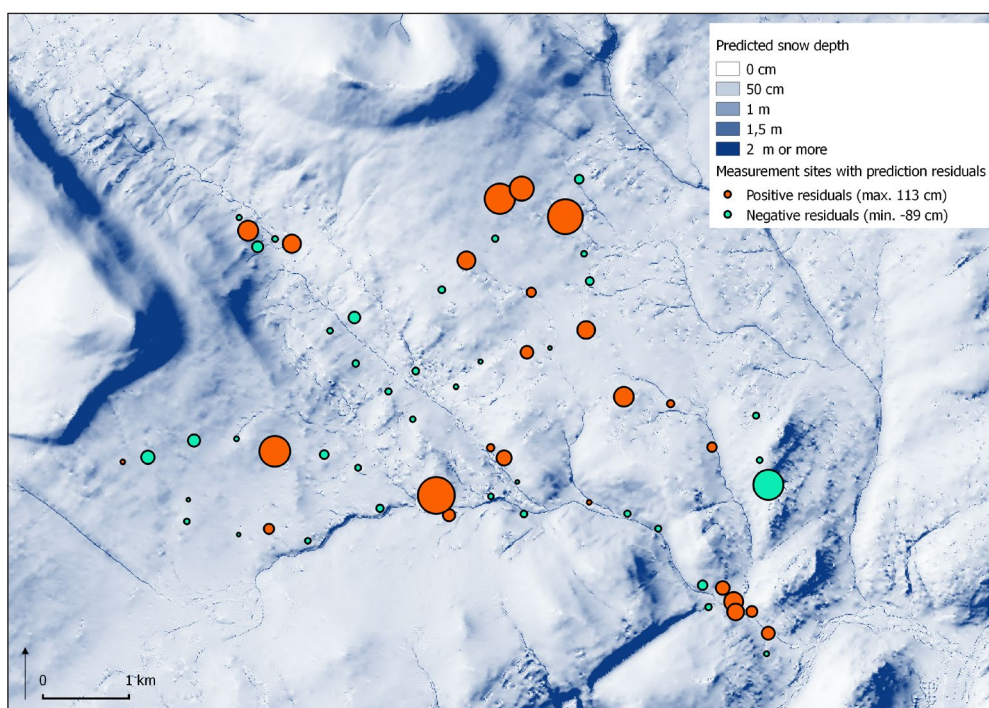 Predicted snow depth
0 cm
50 cm
1 m
1,5 m
2 m or more
Measurement sites with prediction residuals
Positive residuals (max. 113 cm)
Negative residuals (min. -89 cm)
0 1 km